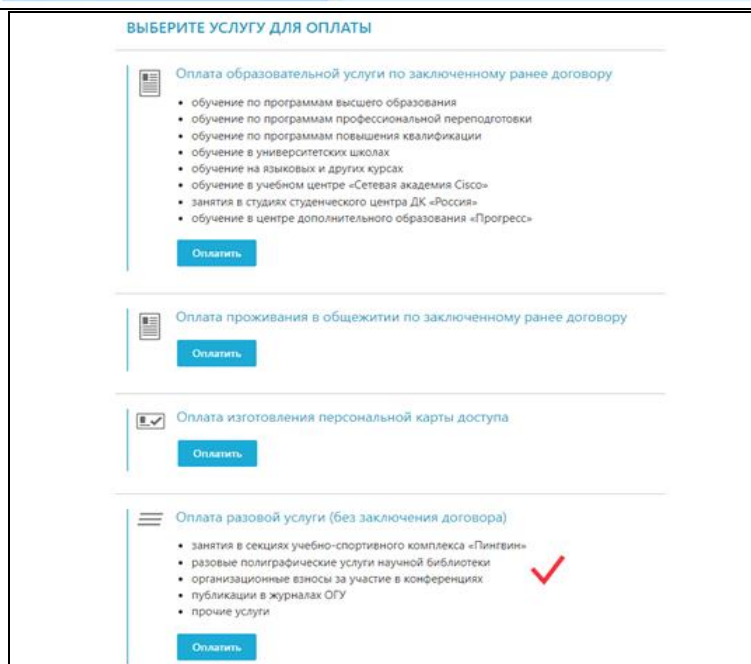 ВЫБЕРИТЕ УСЛУГУ ДЛЯ ОПЛАТЫ
Оплата образовательной услуги по заключенному ранее договору
• обучение по программам высшего образования
• обучение по программам профессиональной переподготовки
• обучение по программам повышения квалификации
• обучение в университетских школах
• обучение на языковых и других курсах
• обучение в учебном центре «Сетевая академия Cisco»
• занятия в студиях студенческого центра ДК «Россия»
• обучение в центре дополнительного образования «Прогресс»
Оплатить
Оплата проживания в общежитии по заключенному ранее договору
Оплатить
Оплата изготовления персональной карты доступа
Оплатить
Оплата разовой услуги (без заключения договора)
• занятия в секциях учебно-спортивного комплекса «Пингвин»
• разовые полиграфические услуги научной библиотеки
• организационные взносы за участие в конференциях
• публикации в журналах ОГУ
• прочие услуги
Оплатить